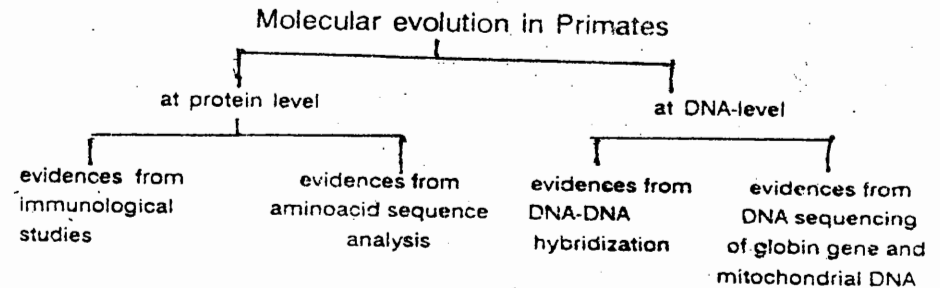 Molecular evolution in Primates
at protein level
at DNA-level
evidences from
immunological
studies
evidences from
aminoacid sequence
analysis
evidences from
DNA-DNA
hybridization
evidences from
DNA sequencing
of globin gene and
mitochondrial DNA